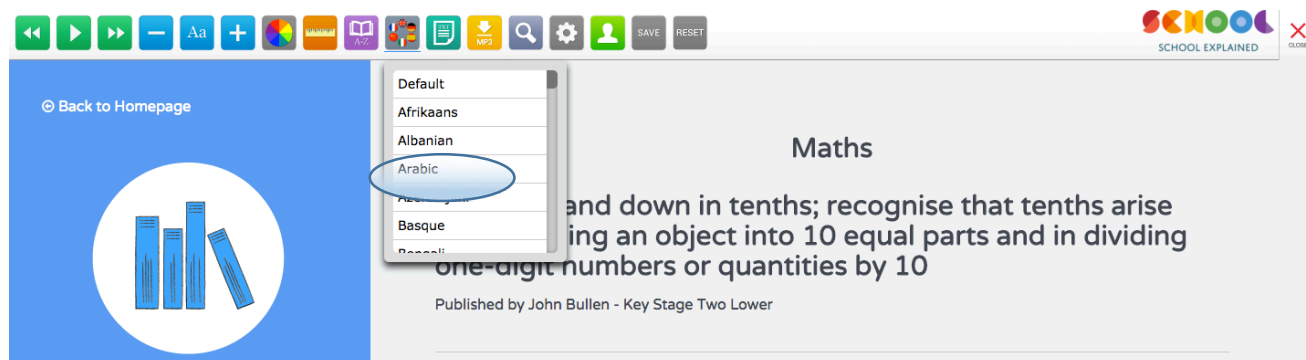 Aa
A-Z
TXT
MP3
SAVE
RESET
SCHOOL
SCHOOL EXPLAINED
CLOSE
Back to Homepage
Default
Afrikaans
Albanian
Arabic
Basque
Bengali
Maths
and down in tenths; recognise that tenths arise
ing an object into 10 equal parts and in dividing
one-digit numbers or quantities by 10
Published by John Bullen - Key Stage Two Lower